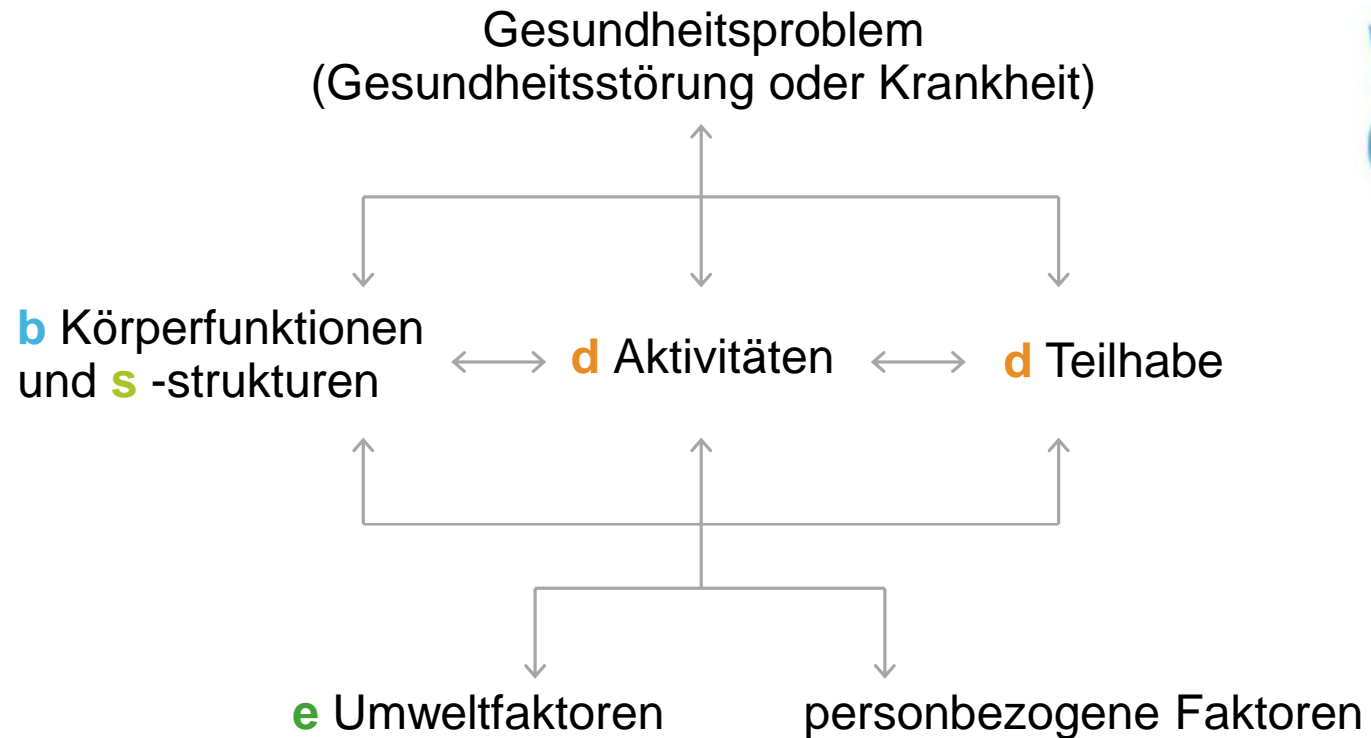 Gesundheitsproblem
(Gesundheitsstörung oder Krankheit)
b Körperfunktionen
und s -strukturen
d Aktivitäten
d Teilhabe
e Umweltfaktoren
personbezogene Faktoren